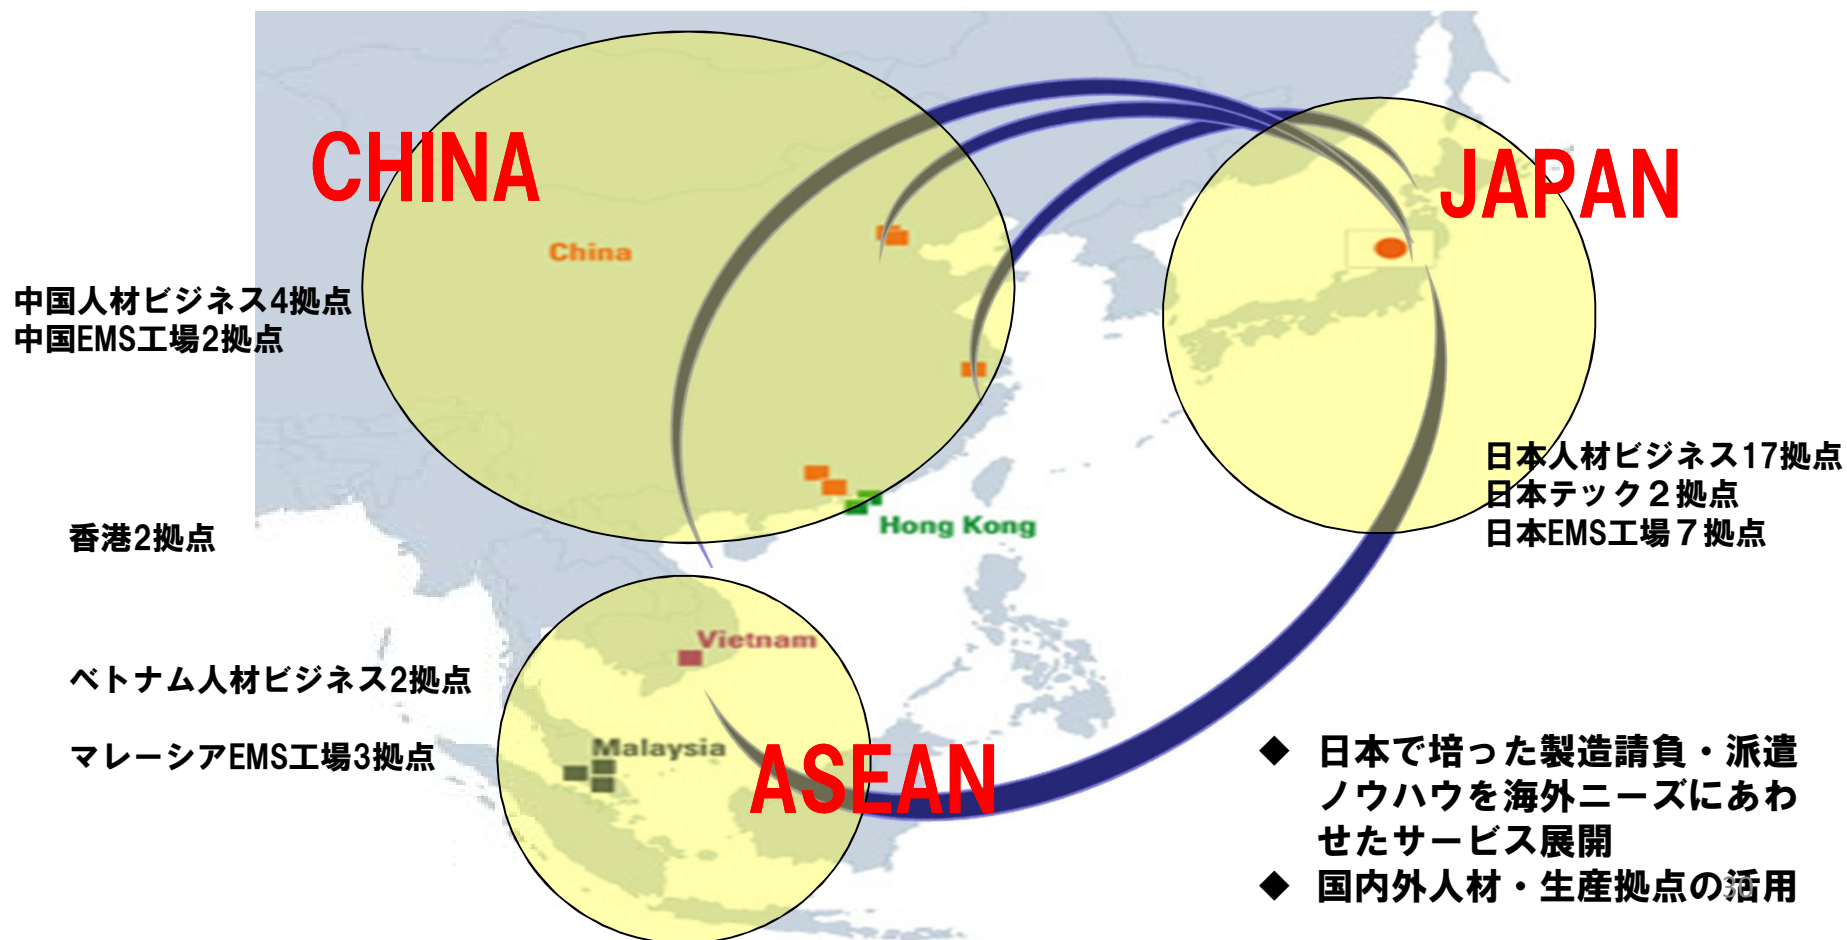 CHINA
JAPAN
China
中国人材ビジネス4拠点
中国EMS工場2拠点
日本人材ビジネス17拠点
日本テック２拠点
日本EMS工場７拠点
香港2拠点
Hong Kong
Vietnam
ベトナム人材ビジネス2拠点
マレーシアEMS工場3拠点
Malaysia
ASEAN
◆ 日本で培った製造請負・派遣
ノウハウを海外ニーズにあわ
せたサービス展開
◆ 国内外人材・生産拠点の活用
30